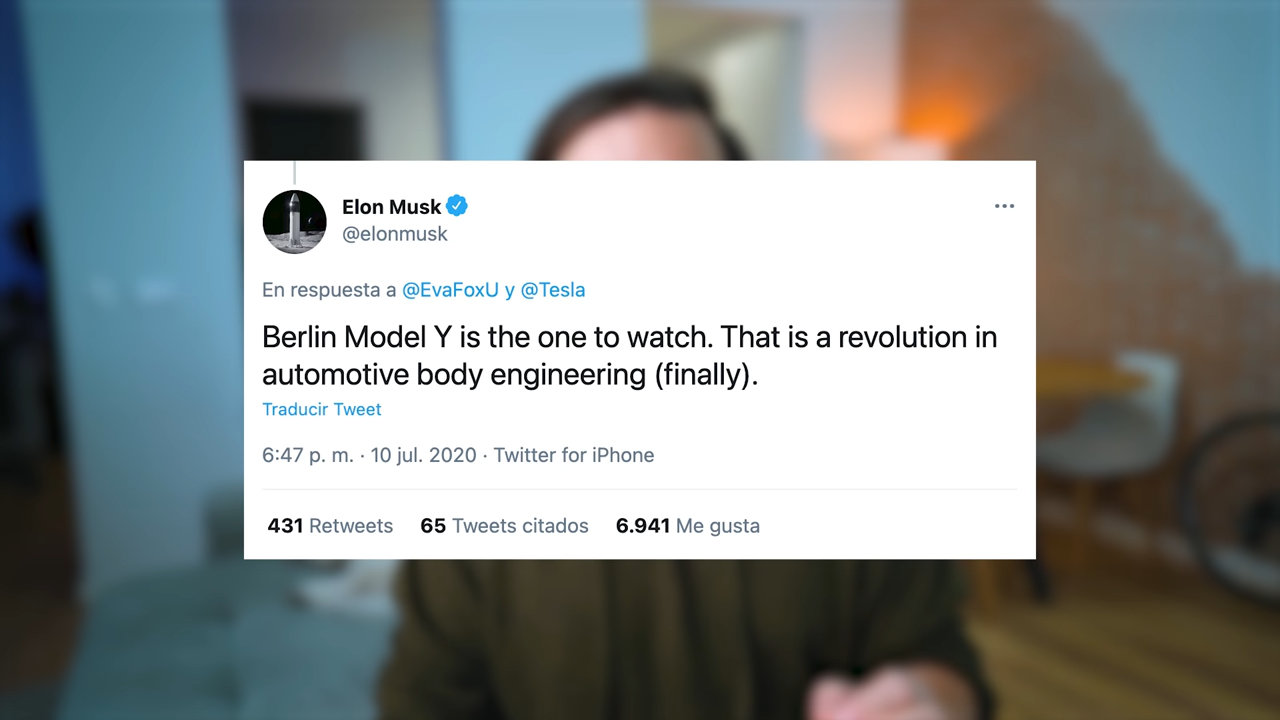 Elon Musk
@elonmusk
En respuesta a @EvaFoxU y @Tesla
Berlin Model Y is the one to watch. That is a revolution in
automotive body engineering (finally).
Traducir Tweet
6:47 p. m. · 10 jul. 2020 · Twitter for iPhone
431 Retweets 65 Tweets citados 6.941 Me gusta